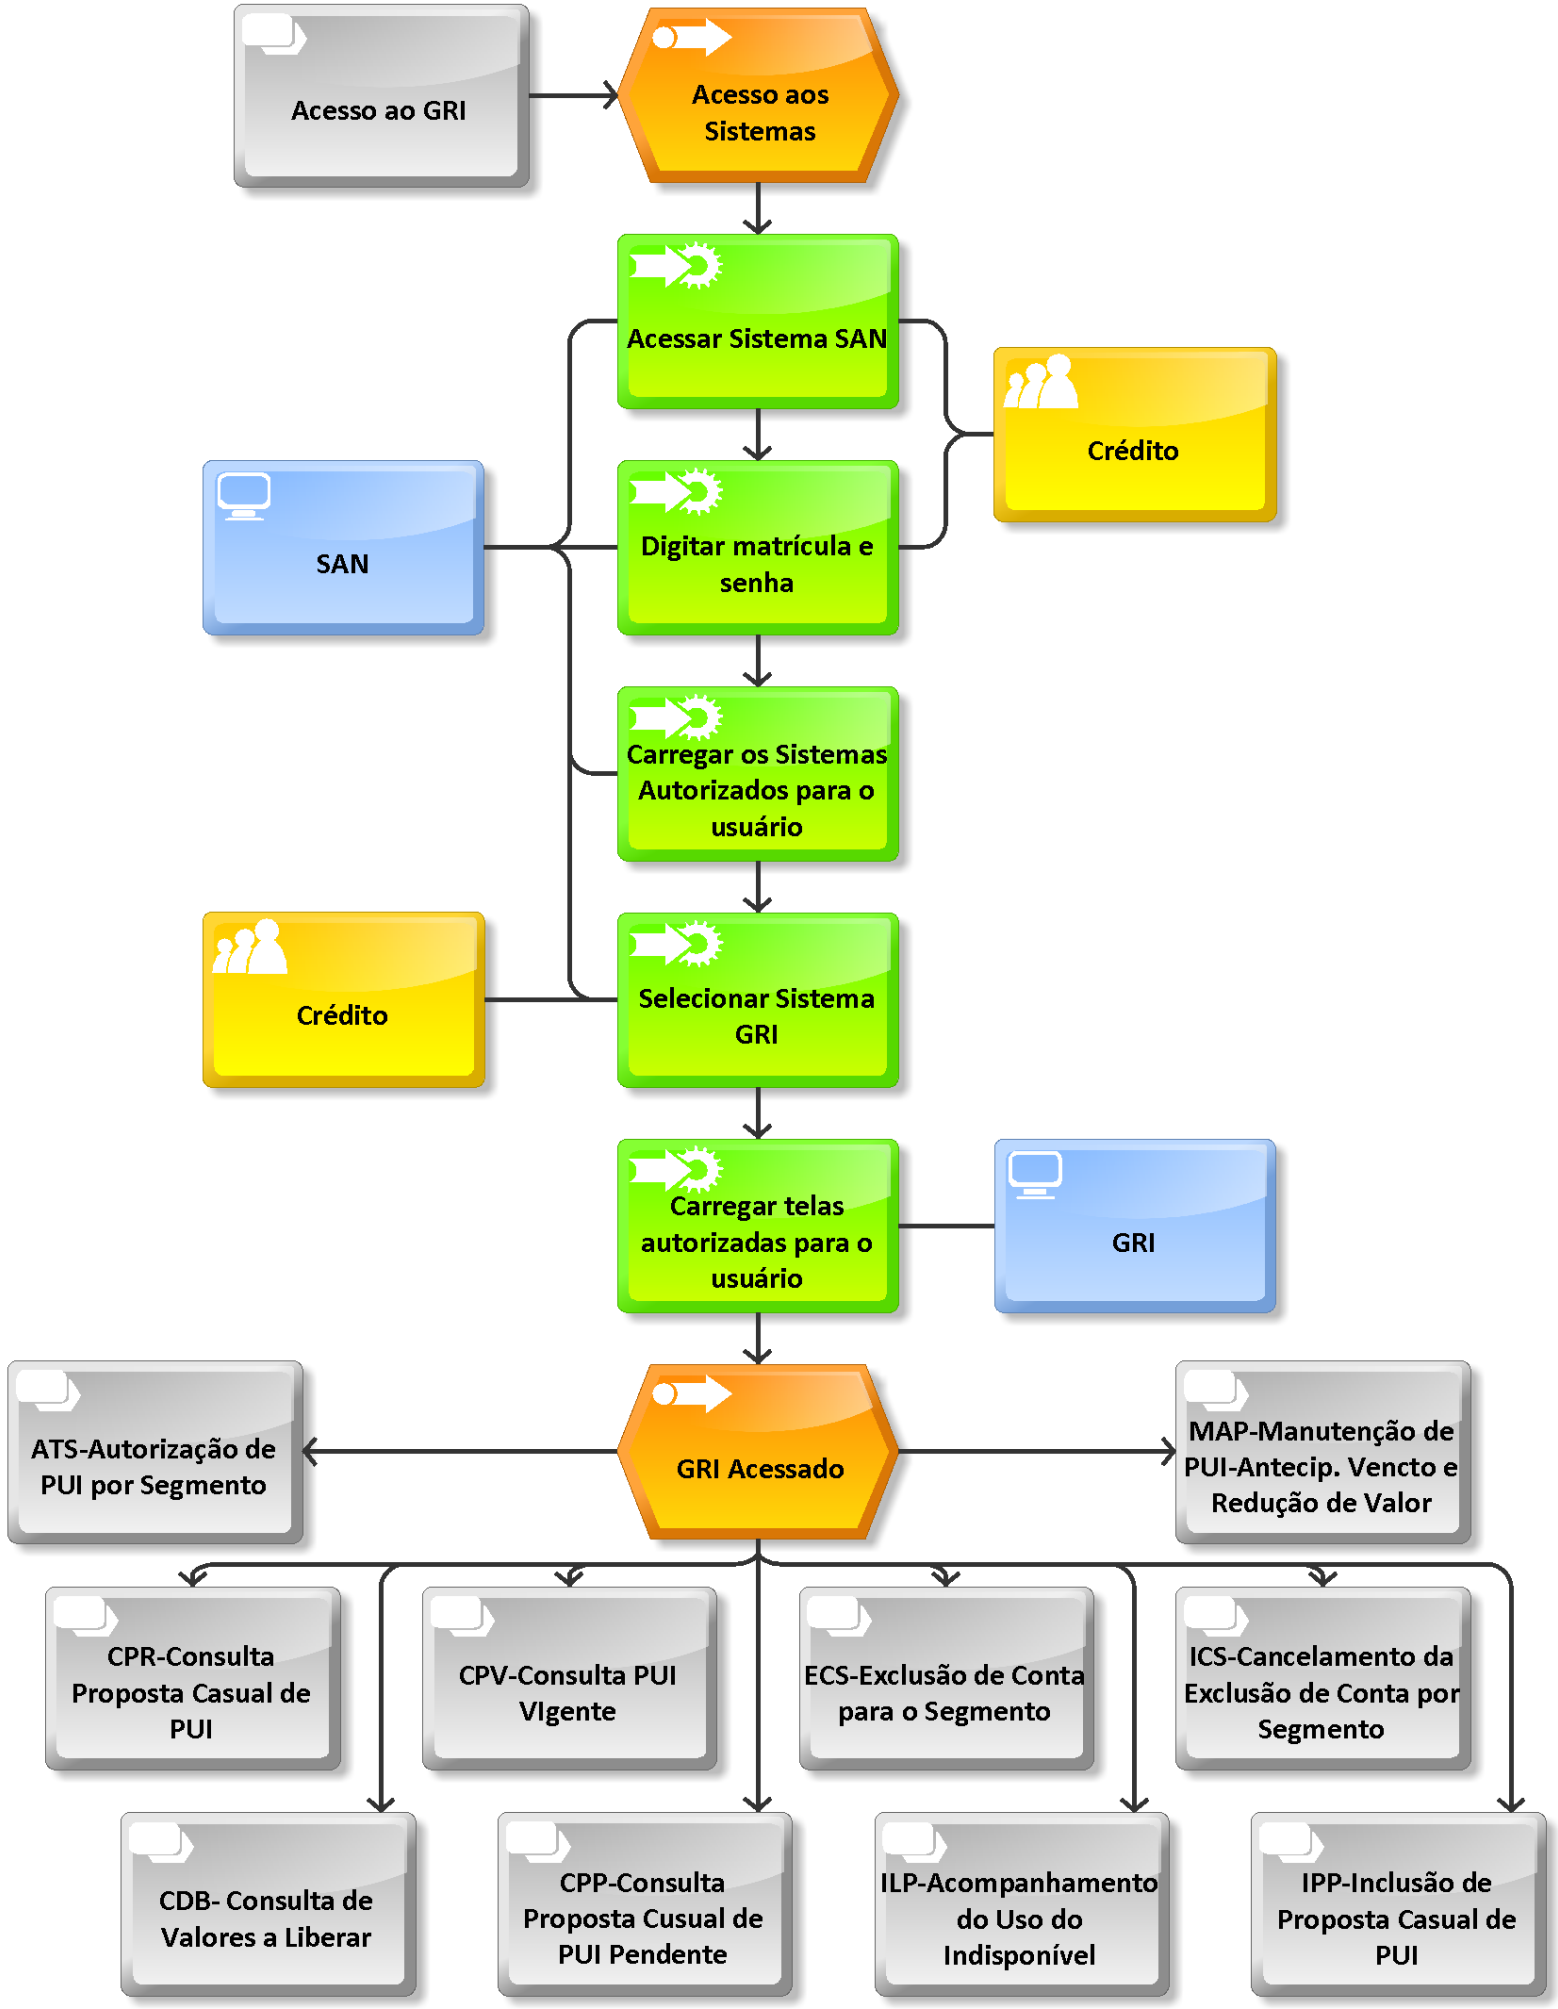 Acesso ao GRI
Acesso aos
Sistemas
Acessar Sistema SAN
Crédito
SAN
Digitar matrícula e
senha
Carregar os Sistemas
Autorizados para o
usuário
Crédito
Selecionar Sistema
GRI
Carregar telas
autorizadas para o
usuário
GRI
ATS-Autorização de
PUI por Segmento
GRI Acessado
MAP-Manutenção de
PUI-Antecip. Vencto e
Redução de Valor
CPR-Consulta
Proposta Casual de
PUI
CPV-Consulta PUI
VIgente
ECS-Exclusão de Conta
para o Segmento
ICS-Cancelamento da
Exclusão de Conta por
Segmento
CDB- Consulta de
Valores a Liberar
CPP-Consulta
Proposta Cusual de
PUI Pendente
ILP-Acompanhamento
do Uso do
Indisponível
IPP-Inclusão de
Proposta Casual de
PUI